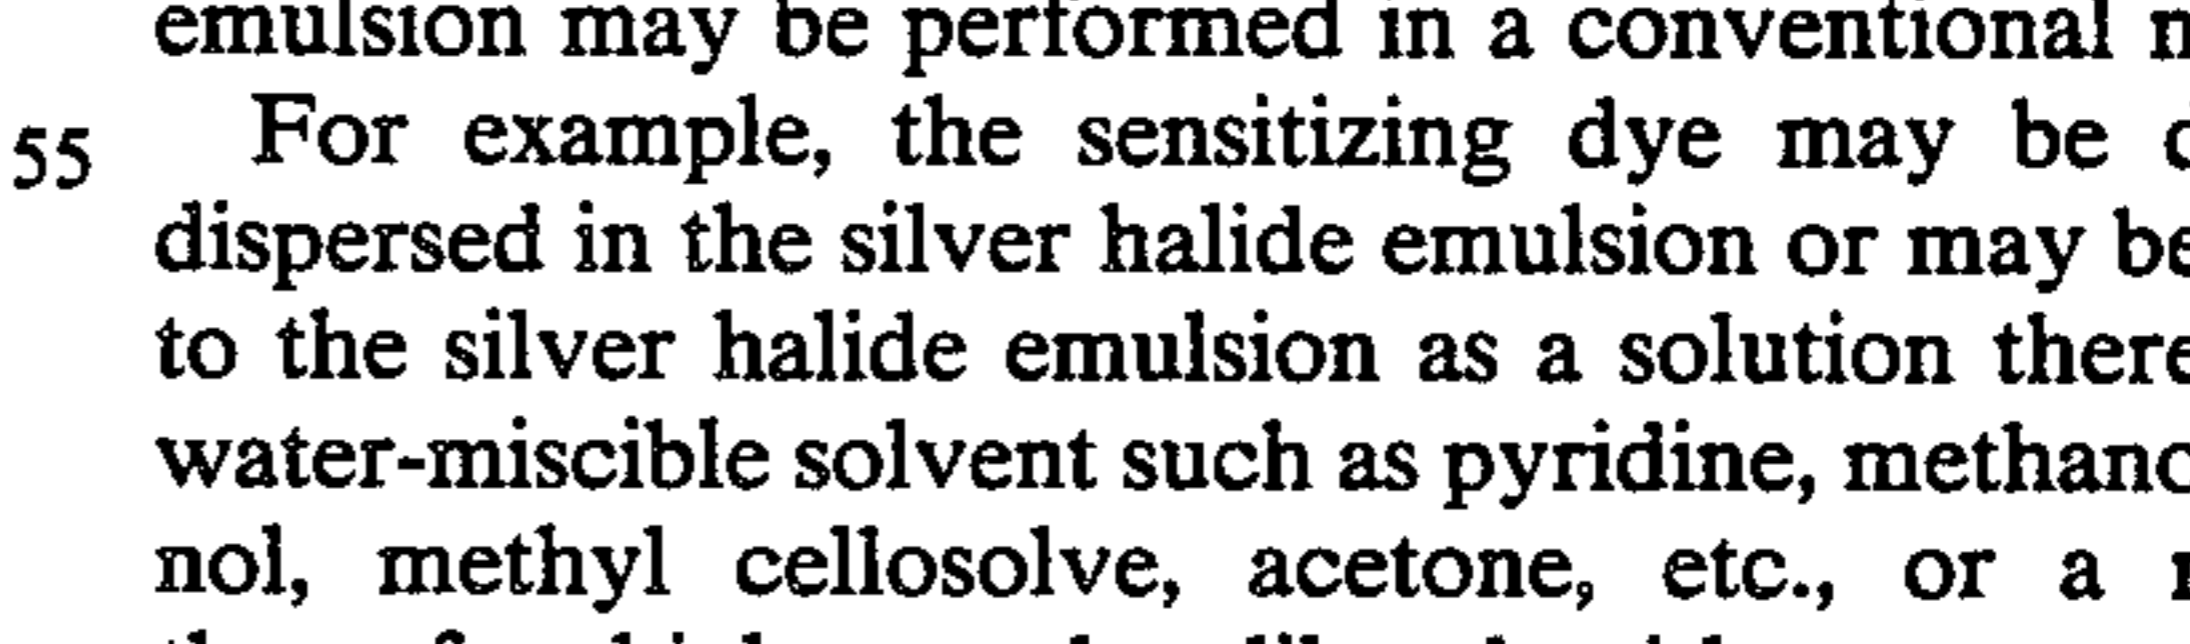 emulsion may be performed in a conventional
55 For example, the sensitizing dye may be
dispersed in the silver halide emulsion or may be
to the silver halide emulsion as a solution
water-miscible solvent such as pyridine,
nol, methyl cellosolve, acetone, etc., or a